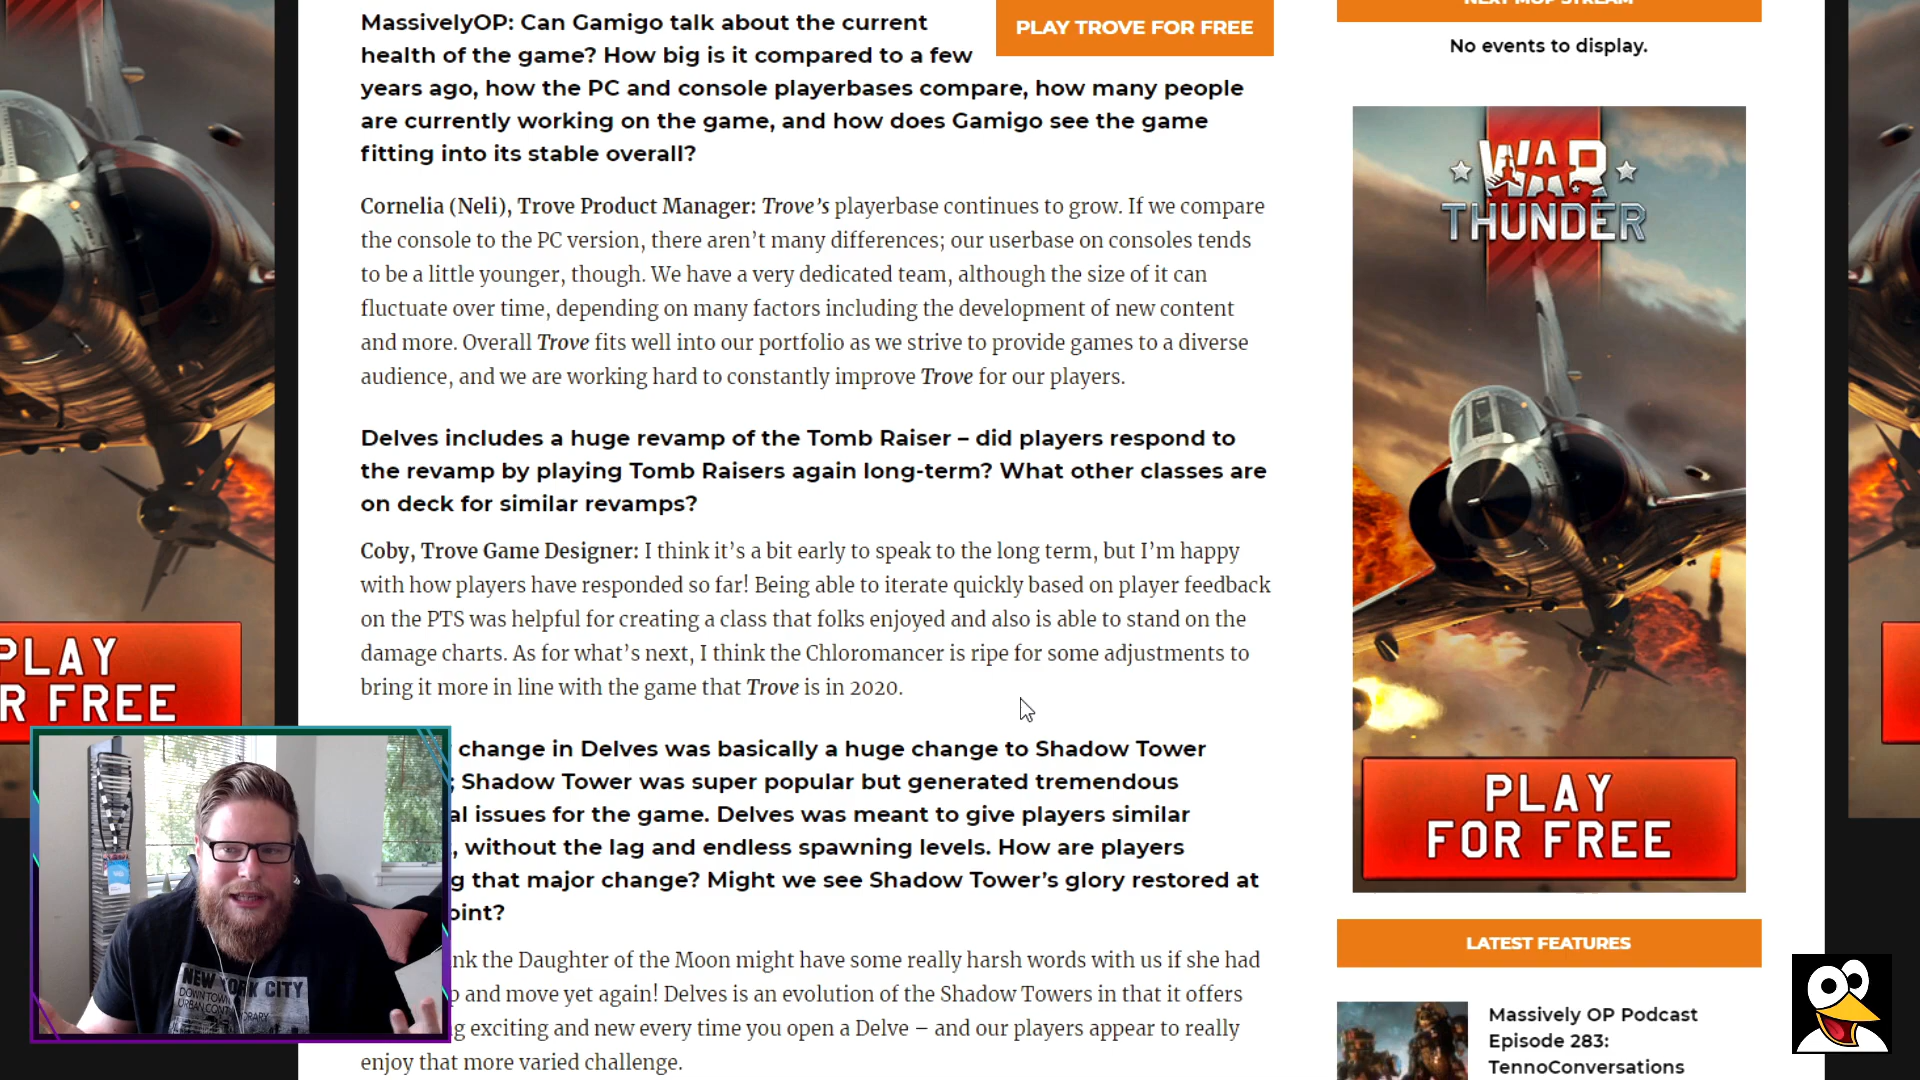 MassivelyOP: Can Gamigo talk about the current
health of the game? How big is it compared to a few
years ago, how the PC and console playerbases compare, how many people
are currently working on the game, and how does Gamigo see the game
fitting into its stable overall?
PLAY TROVE FOR FREE
Cornelia (Neli), Trove Product Manager: Trove’s playerbase continues to grow. If we compare
the console to the PC version, there aren’t many differences; our userbase on consoles tends
to be a little younger, though. We have a very dedicated team, although the size of it can
fluctuate over time, depending on many factors including the development of new content
and more. Overall Trove fits well into our portfolio as we strive to provide games to a diverse
audience, and we are working hard to constantly improve Trove for our players.
Delves includes a huge revamp of the Tomb Raiser – did players respond to
the revamp by playing Tomb Raisers again long-term? What other classes are
on deck for similar revamps?
Coby, Trove Game Designer: I think it’s a bit early to speak to the long term, but I’m happy
with how players have responded so far! Being able to iterate quickly based on player feedback
on the PTS was helpful for creating a class that folks enjoyed and also is able to stand on the
damage charts. As for what’s next, I think the Chloromancer is ripe for some adjustments to
bring it more in line with the game that Trove is in 2020.
change in Delves was basically a huge change to Shadow Tower
; Shadow Tower was super popular but generated tremendous
al issues for the game. Delves was meant to give players similar
, without the lag and endless spawning levels. How are players
g that major change? Might we see Shadow Tower’s glory restored at
oint?
nk the Daughter of the Moon might have some really harsh words with us if she had
p and move yet again! Delves is an evolution of the Shadow Towers in that it offers
g exciting and new every time you open a Delve – and our players appear to really
enjoy that more varied challenge.
NEXT MOP STREAM
No events to display.
WAR
THUNDER
PLAY
FOR FREE
LATEST FEATURES
Massively OP Podcast
Episode 283:
TennoConversations
PLAY
R FREE
NEW YORK CITY
DOWNTOWN